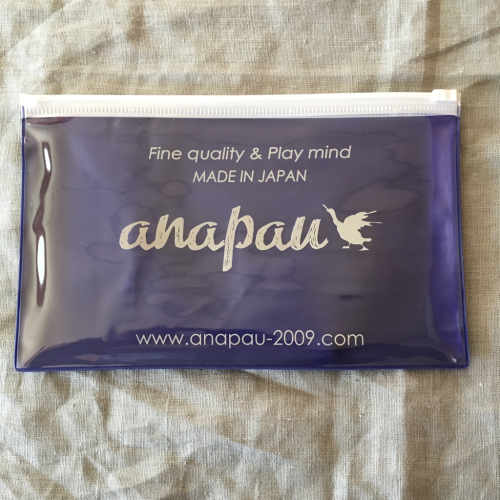 Fine quality & Play mind
MADE IN JAPAN
anapau
www.anapau-2009.com